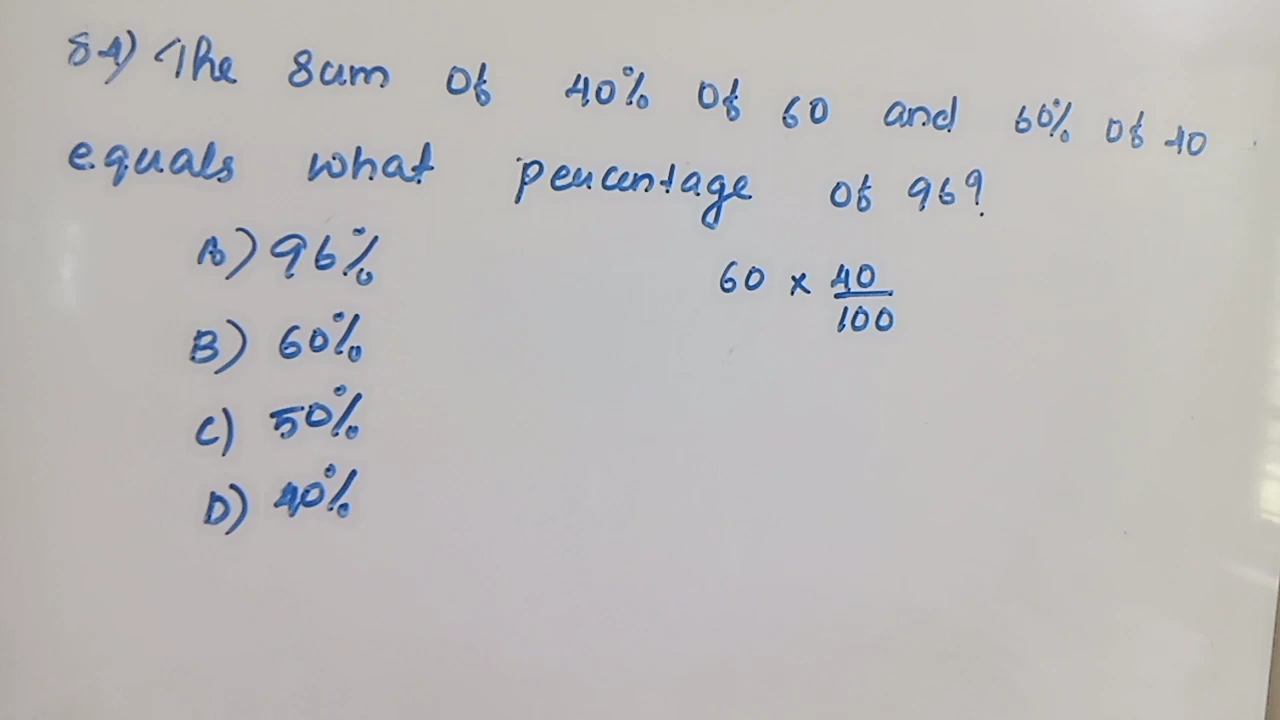 84) The sum of 40% of 60 and 60% of 40
equals what percentage of 96?
A) 96%
B) 60%
C) 50%
D) 40%
60 × 40
100